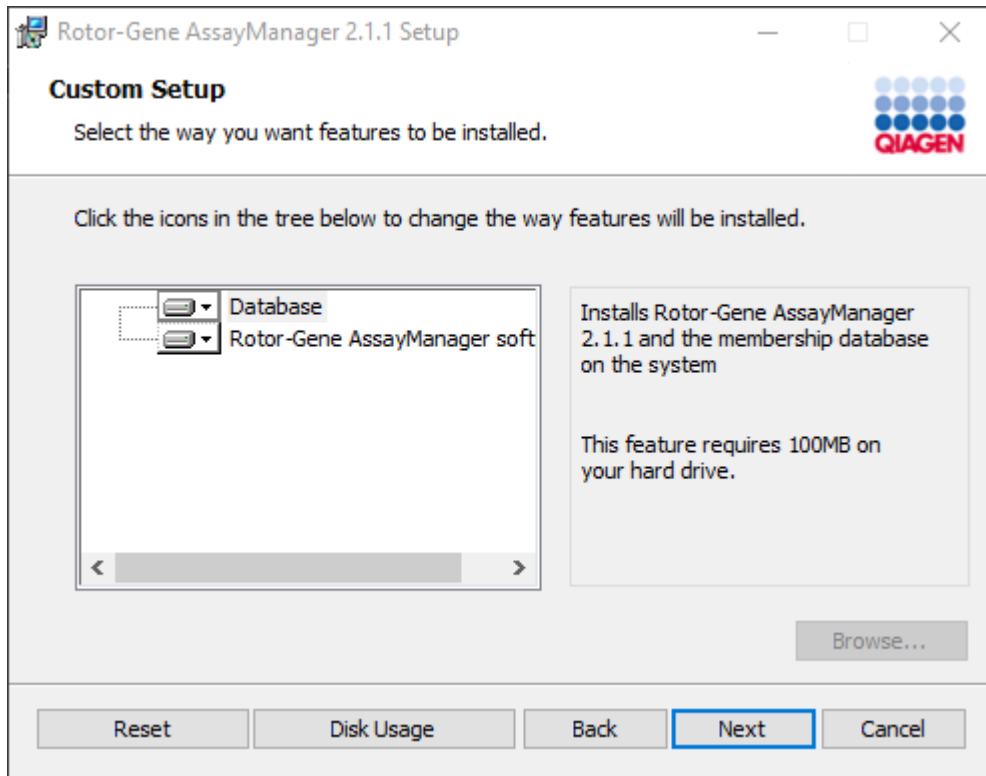 Rotor-Gene AssayManager 2.1.1 Setup
Custom Setup
Select the way you want features to be installed.
QIAGEN
Click the icons in the tree below to change the way features will be installed.
Database
Rotor-Gene AssayManager soft
Installs Rotor-Gene AssayManager
2.1.1 and the membership database
on the system
This feature requires 100MB on
your hard drive.
Browse...
Reset
Disk Usage
Back
Next
Cancel